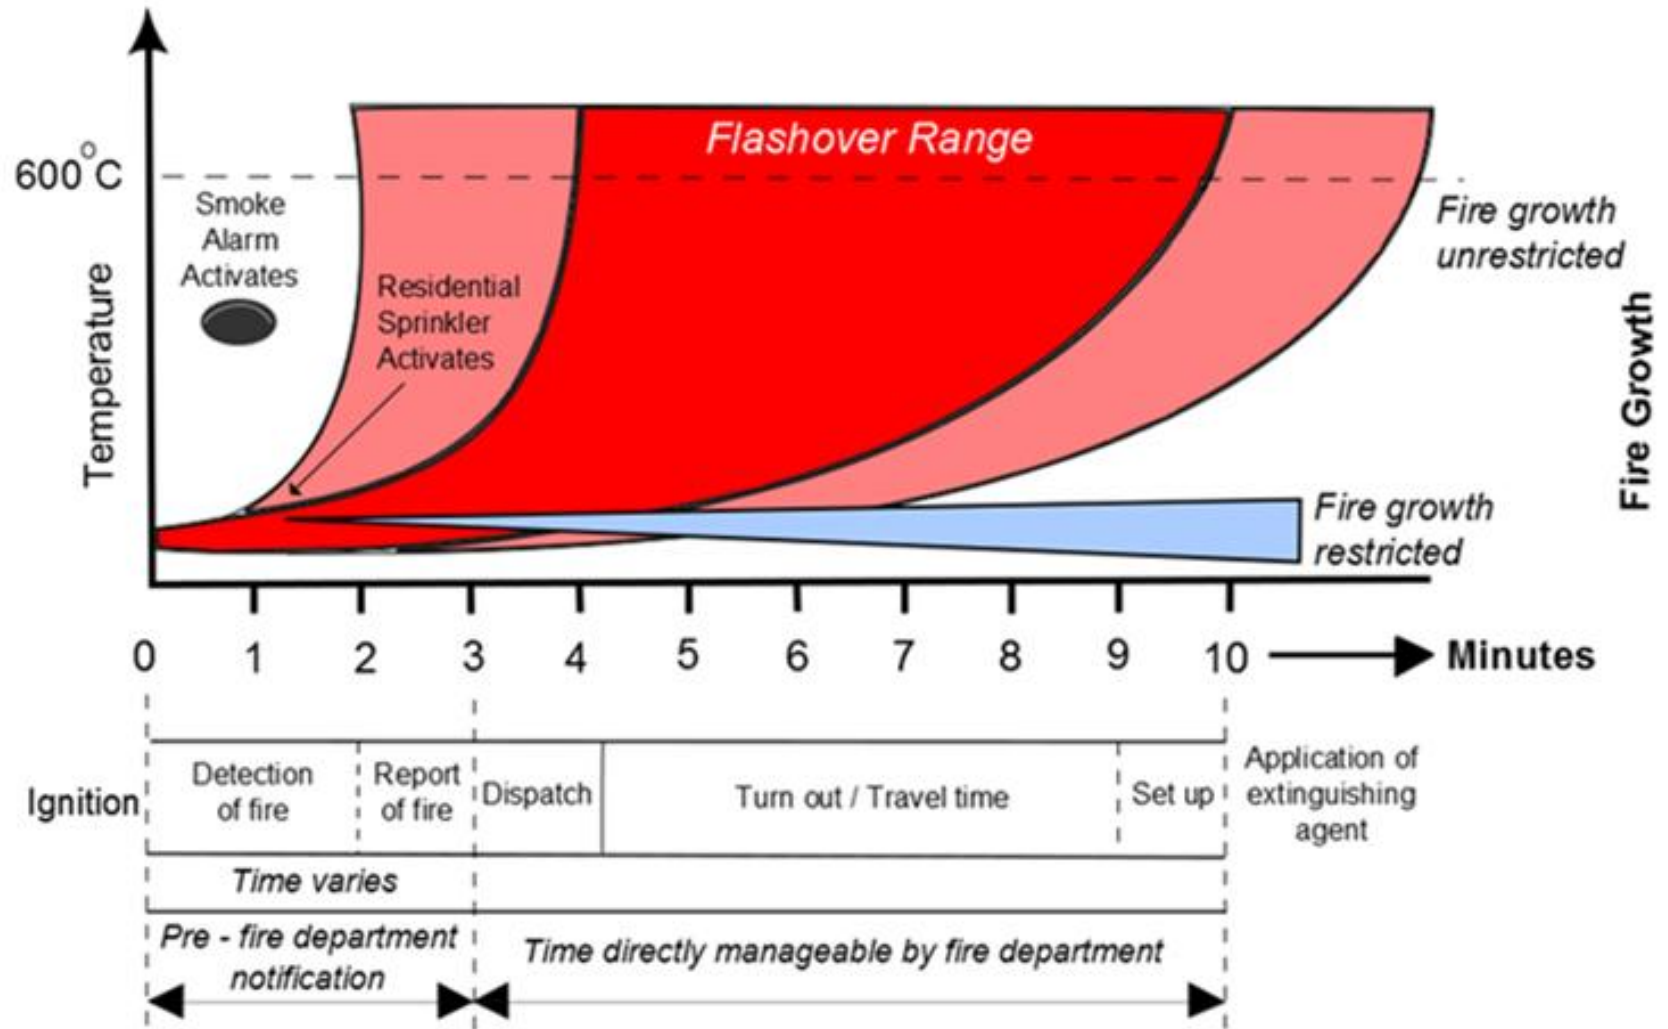 Flashover Range
600°C
Smoke
Alarm
Activates
Residential
Sprinkler
Activates
Temperature
Fire growth
unrestricted
Fire Growth
Fire growth
restricted
0 1 2 3 4 5 6 7 8 9 10 Minutes
Ignition
Detection
of fire
Report
of fire
Dispatch
Turn out / Travel time
Set up
Application of
extinguishing
agent
Time varies
Pre - fire department
notification
Time directly manageable by fire department